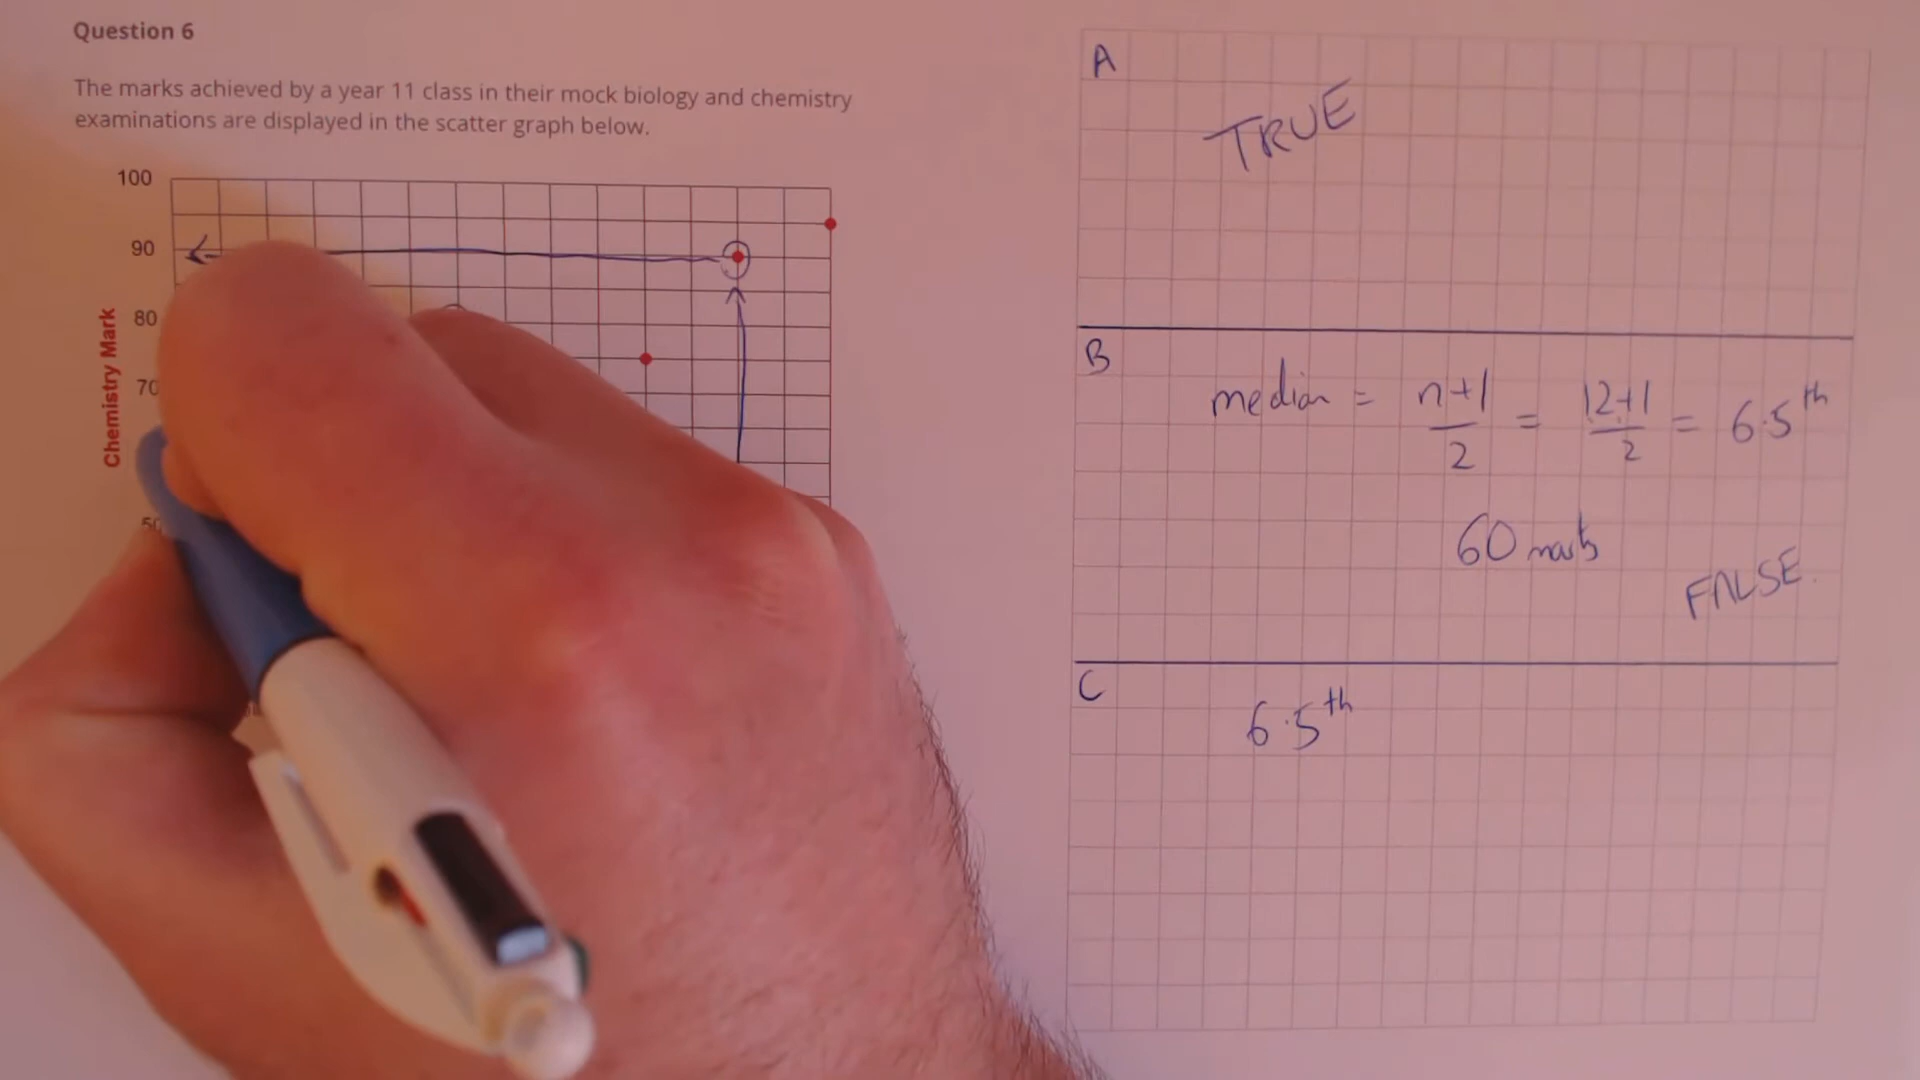 Question 6
The marks achieved by a year 11 class in their mock biology and chemistry
examinations are displayed in the scatter graph below.
100
90
80
70
50
Chemistry Mark
A
TRUE
B
median = n+1/2 = 12+1/2 = 6.5th
60 marks
FALSE.
C
6.5th